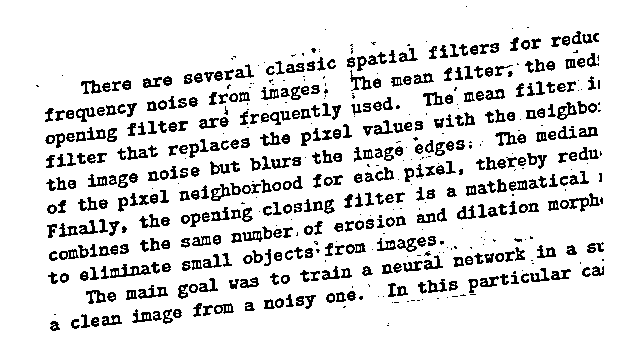 There are several classic spatial filters for reduc
frequency noise from images. The mean filter, the med
opening filter are frequently used. The mean filter i
filter that replaces the pixel values with the neighbo
the image noise but blurs the image edges. The median
of the pixel neighborhood for each pixel, thereby redu
Finally, the opening closing filter is a mathematical
combines the same number of erosion and dilation morph
to eliminate small objects from images.
The main goal was to train a neural network in a su
a clean image from a noisy one. In this particular ca